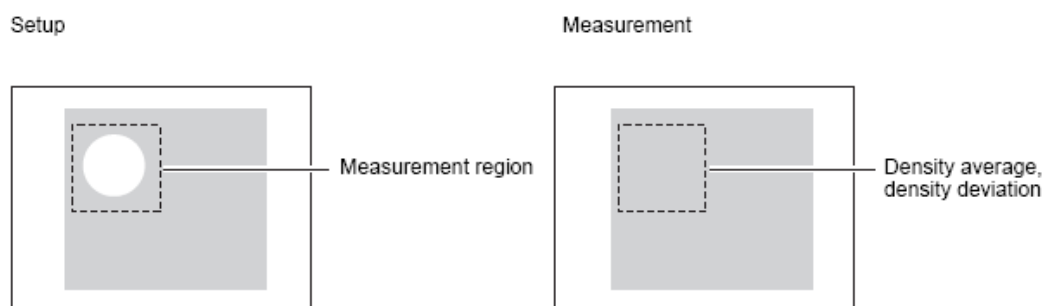 Setup
Measurement
Measurement region
Density average,
density deviation